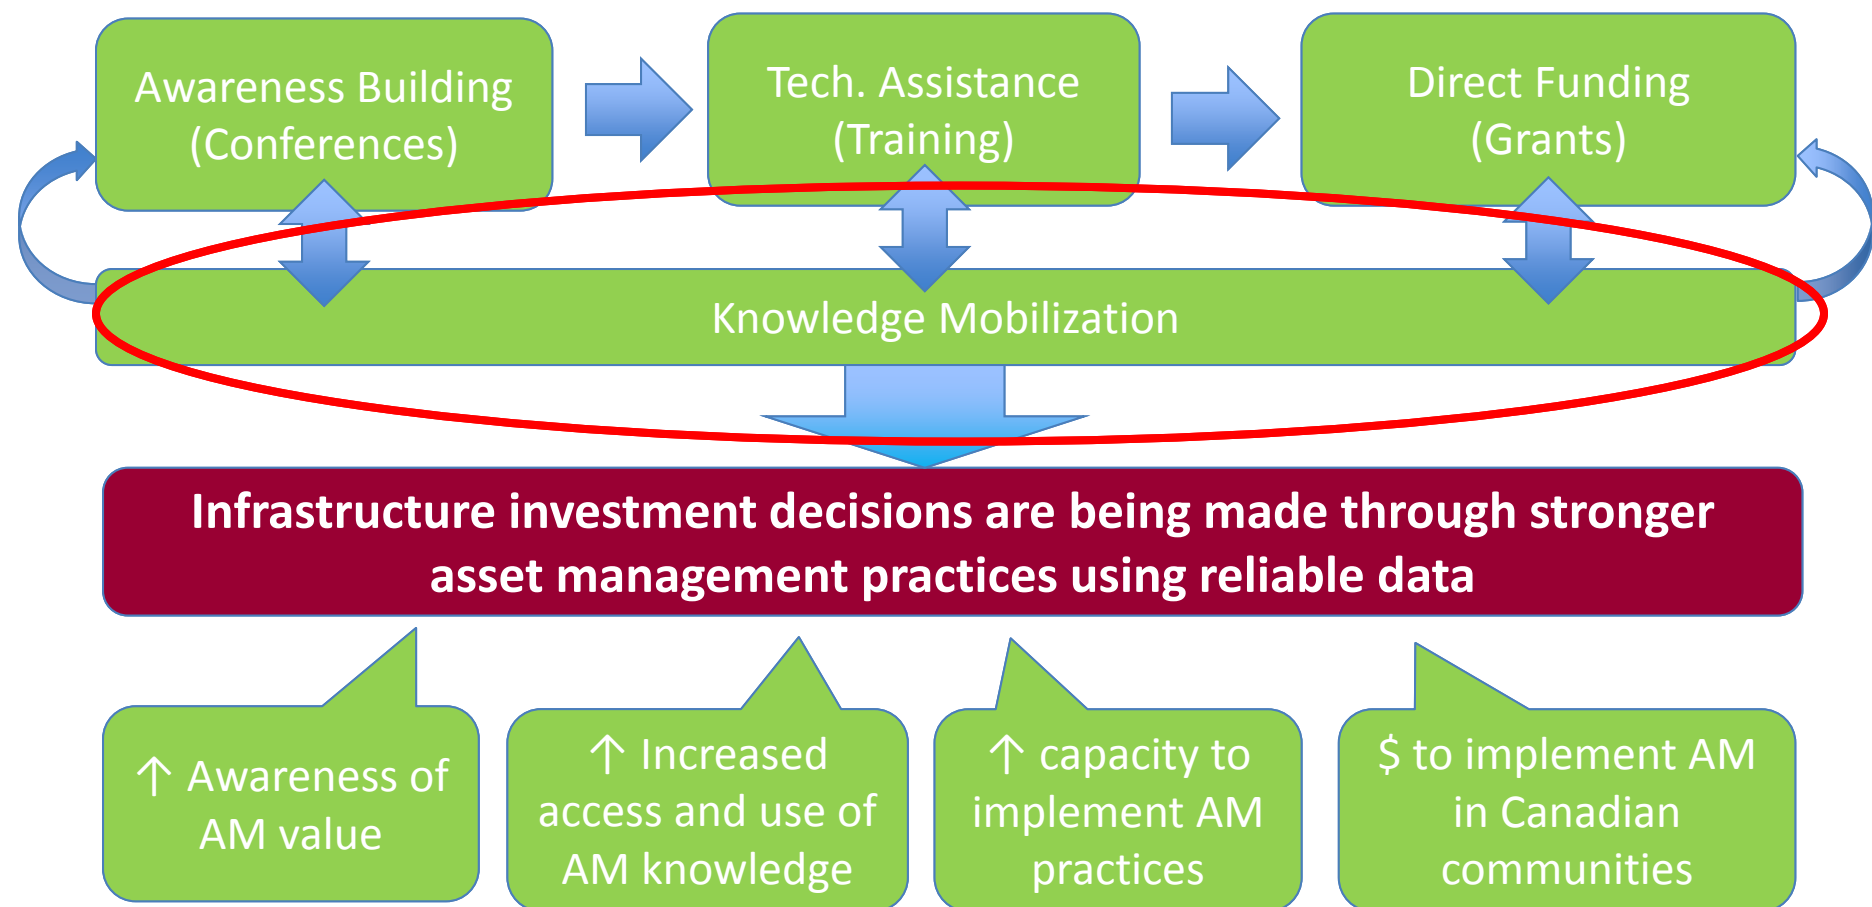 Awareness Building
(Conferences)
Tech. Assistance
(Training)
Direct Funding
(Grants)
Knowledge Mobilization
Infrastructure investment decisions are being made through stronger
asset management practices using reliable data
↑ Awareness of
AM value
↑ Increased
access and use of
AM knowledge
↑ capacity to
implement AM
practices
$ to implement AM
in Canadian
communities